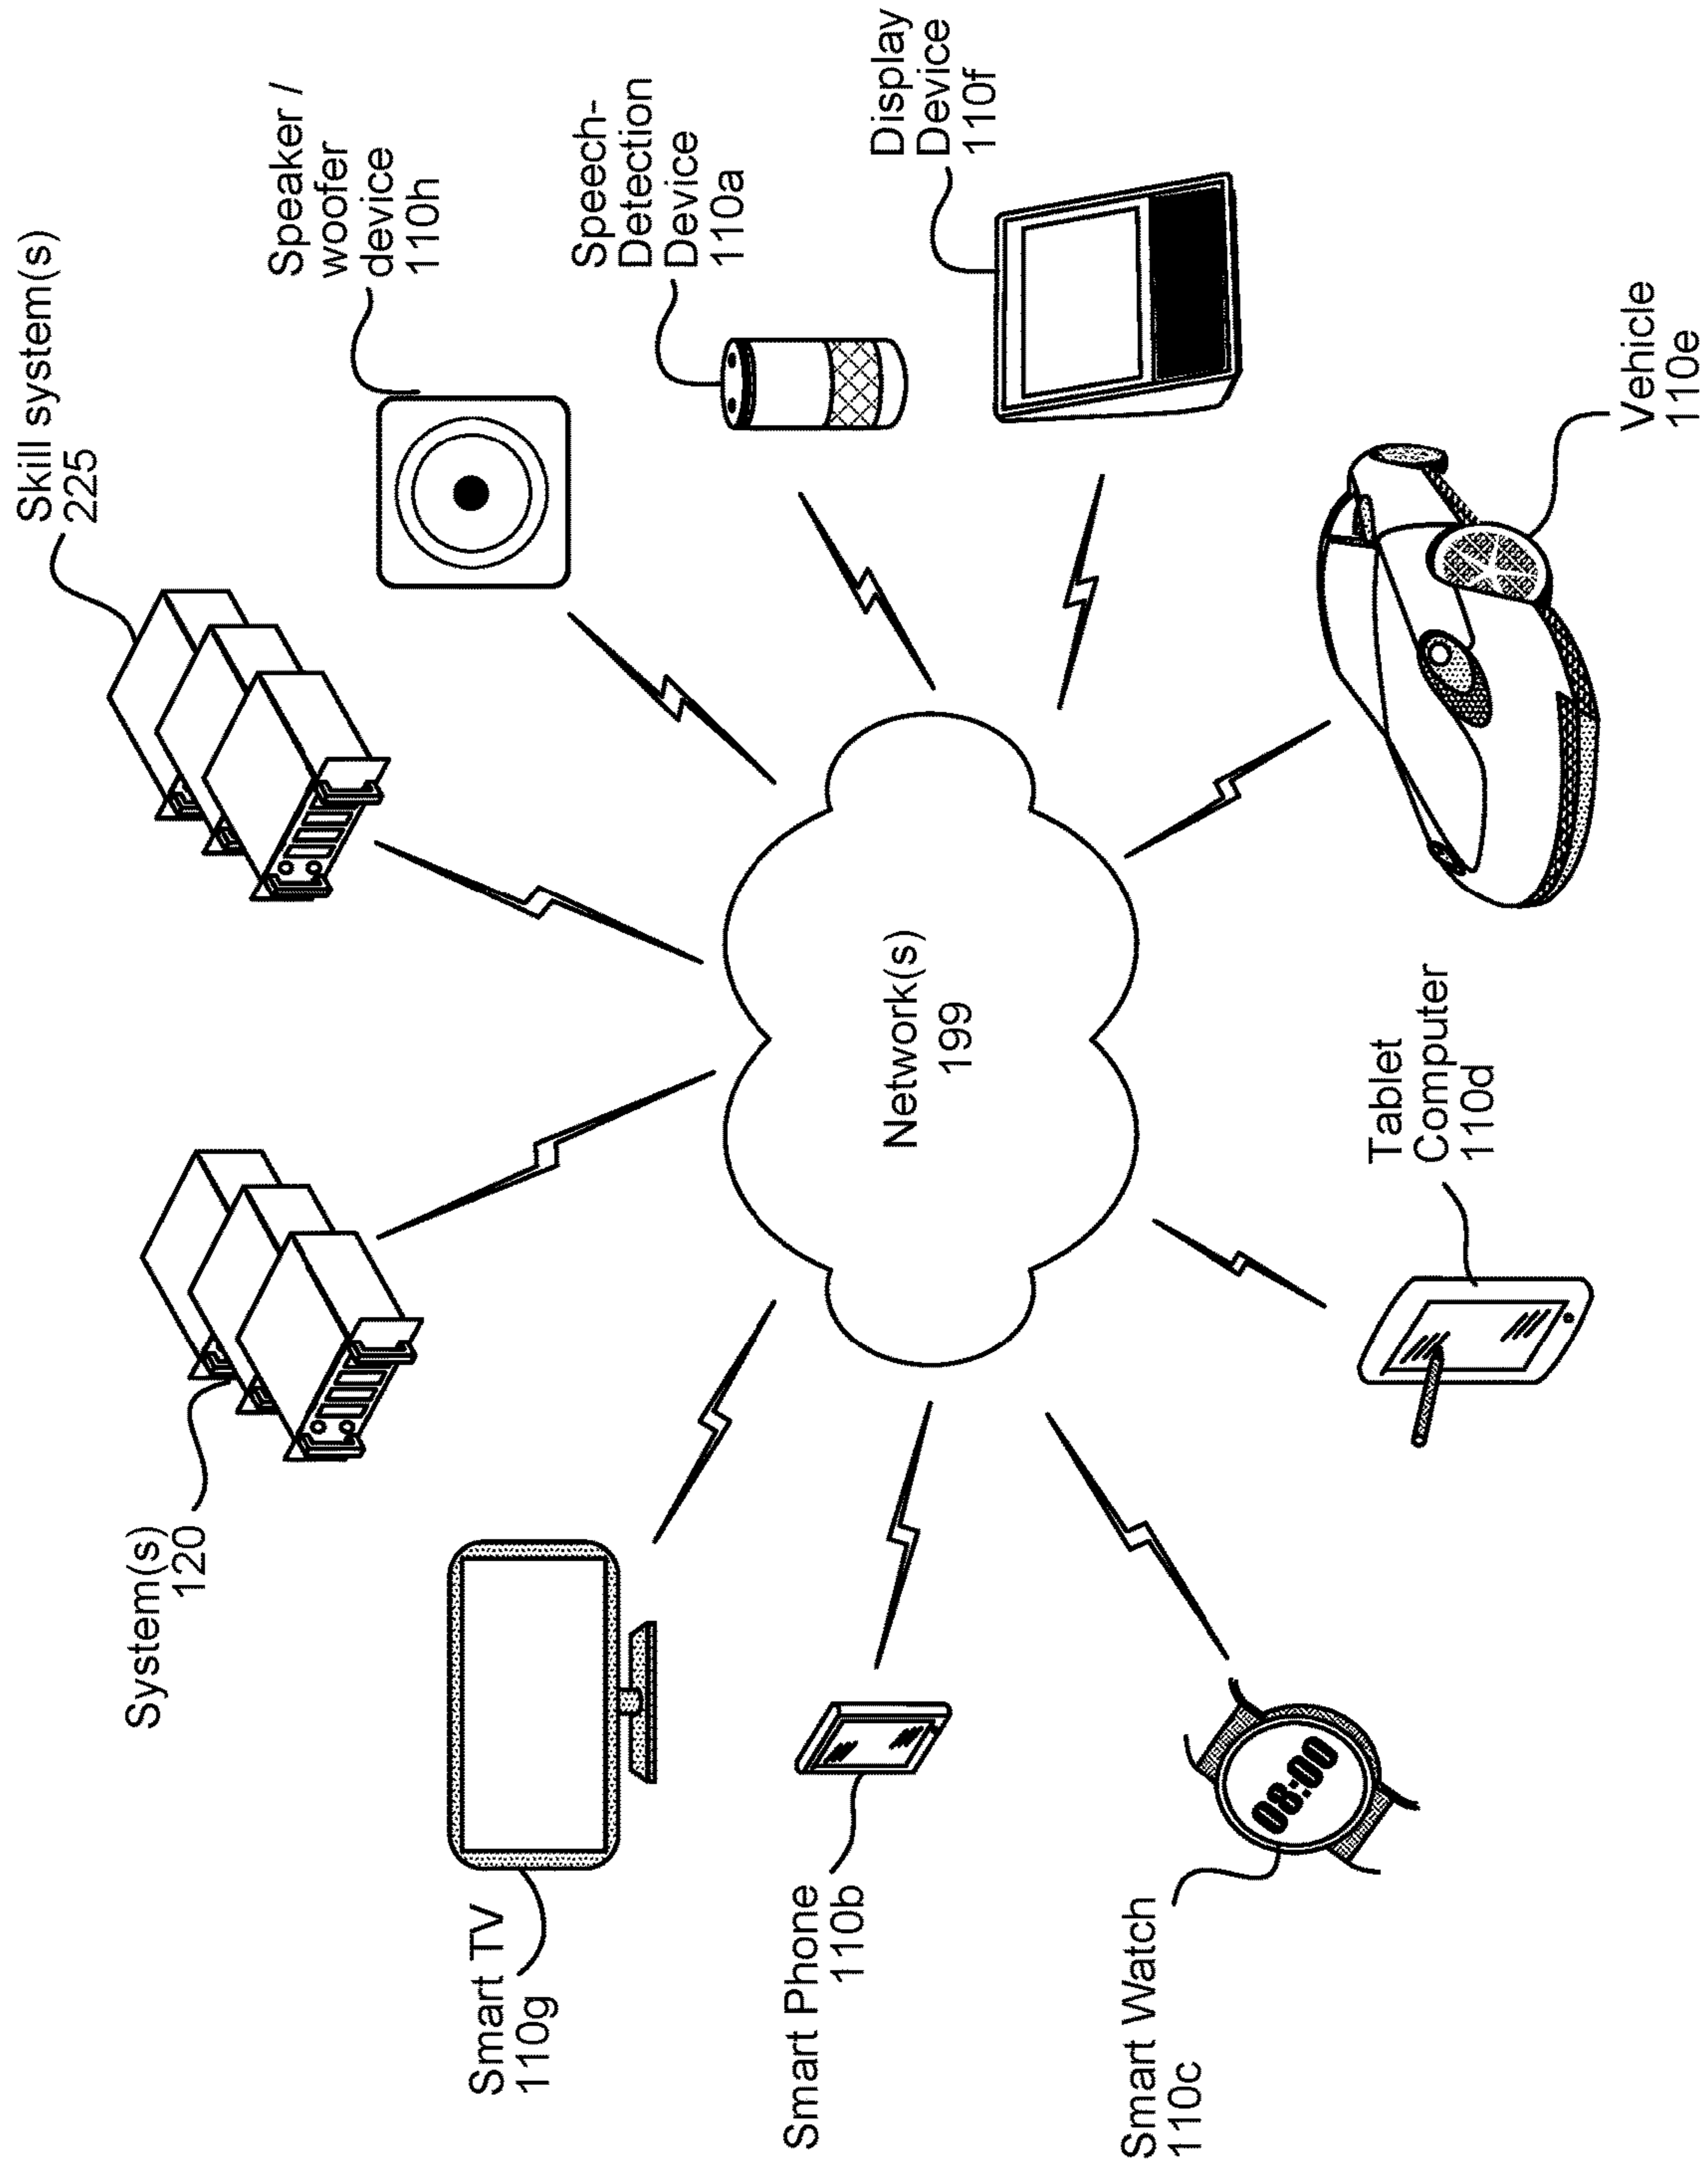 System(s)
120
Skill system(s)
225
Smart TV
110g
Speaker /
woofer
device
110h
Smart Phone
110b
Network(s)
199
Speech-
Detection
Device
110a
Smart Watch
110c
08:00
Tablet
Computer
110d
Vehicle
110e
Display
Device
110f